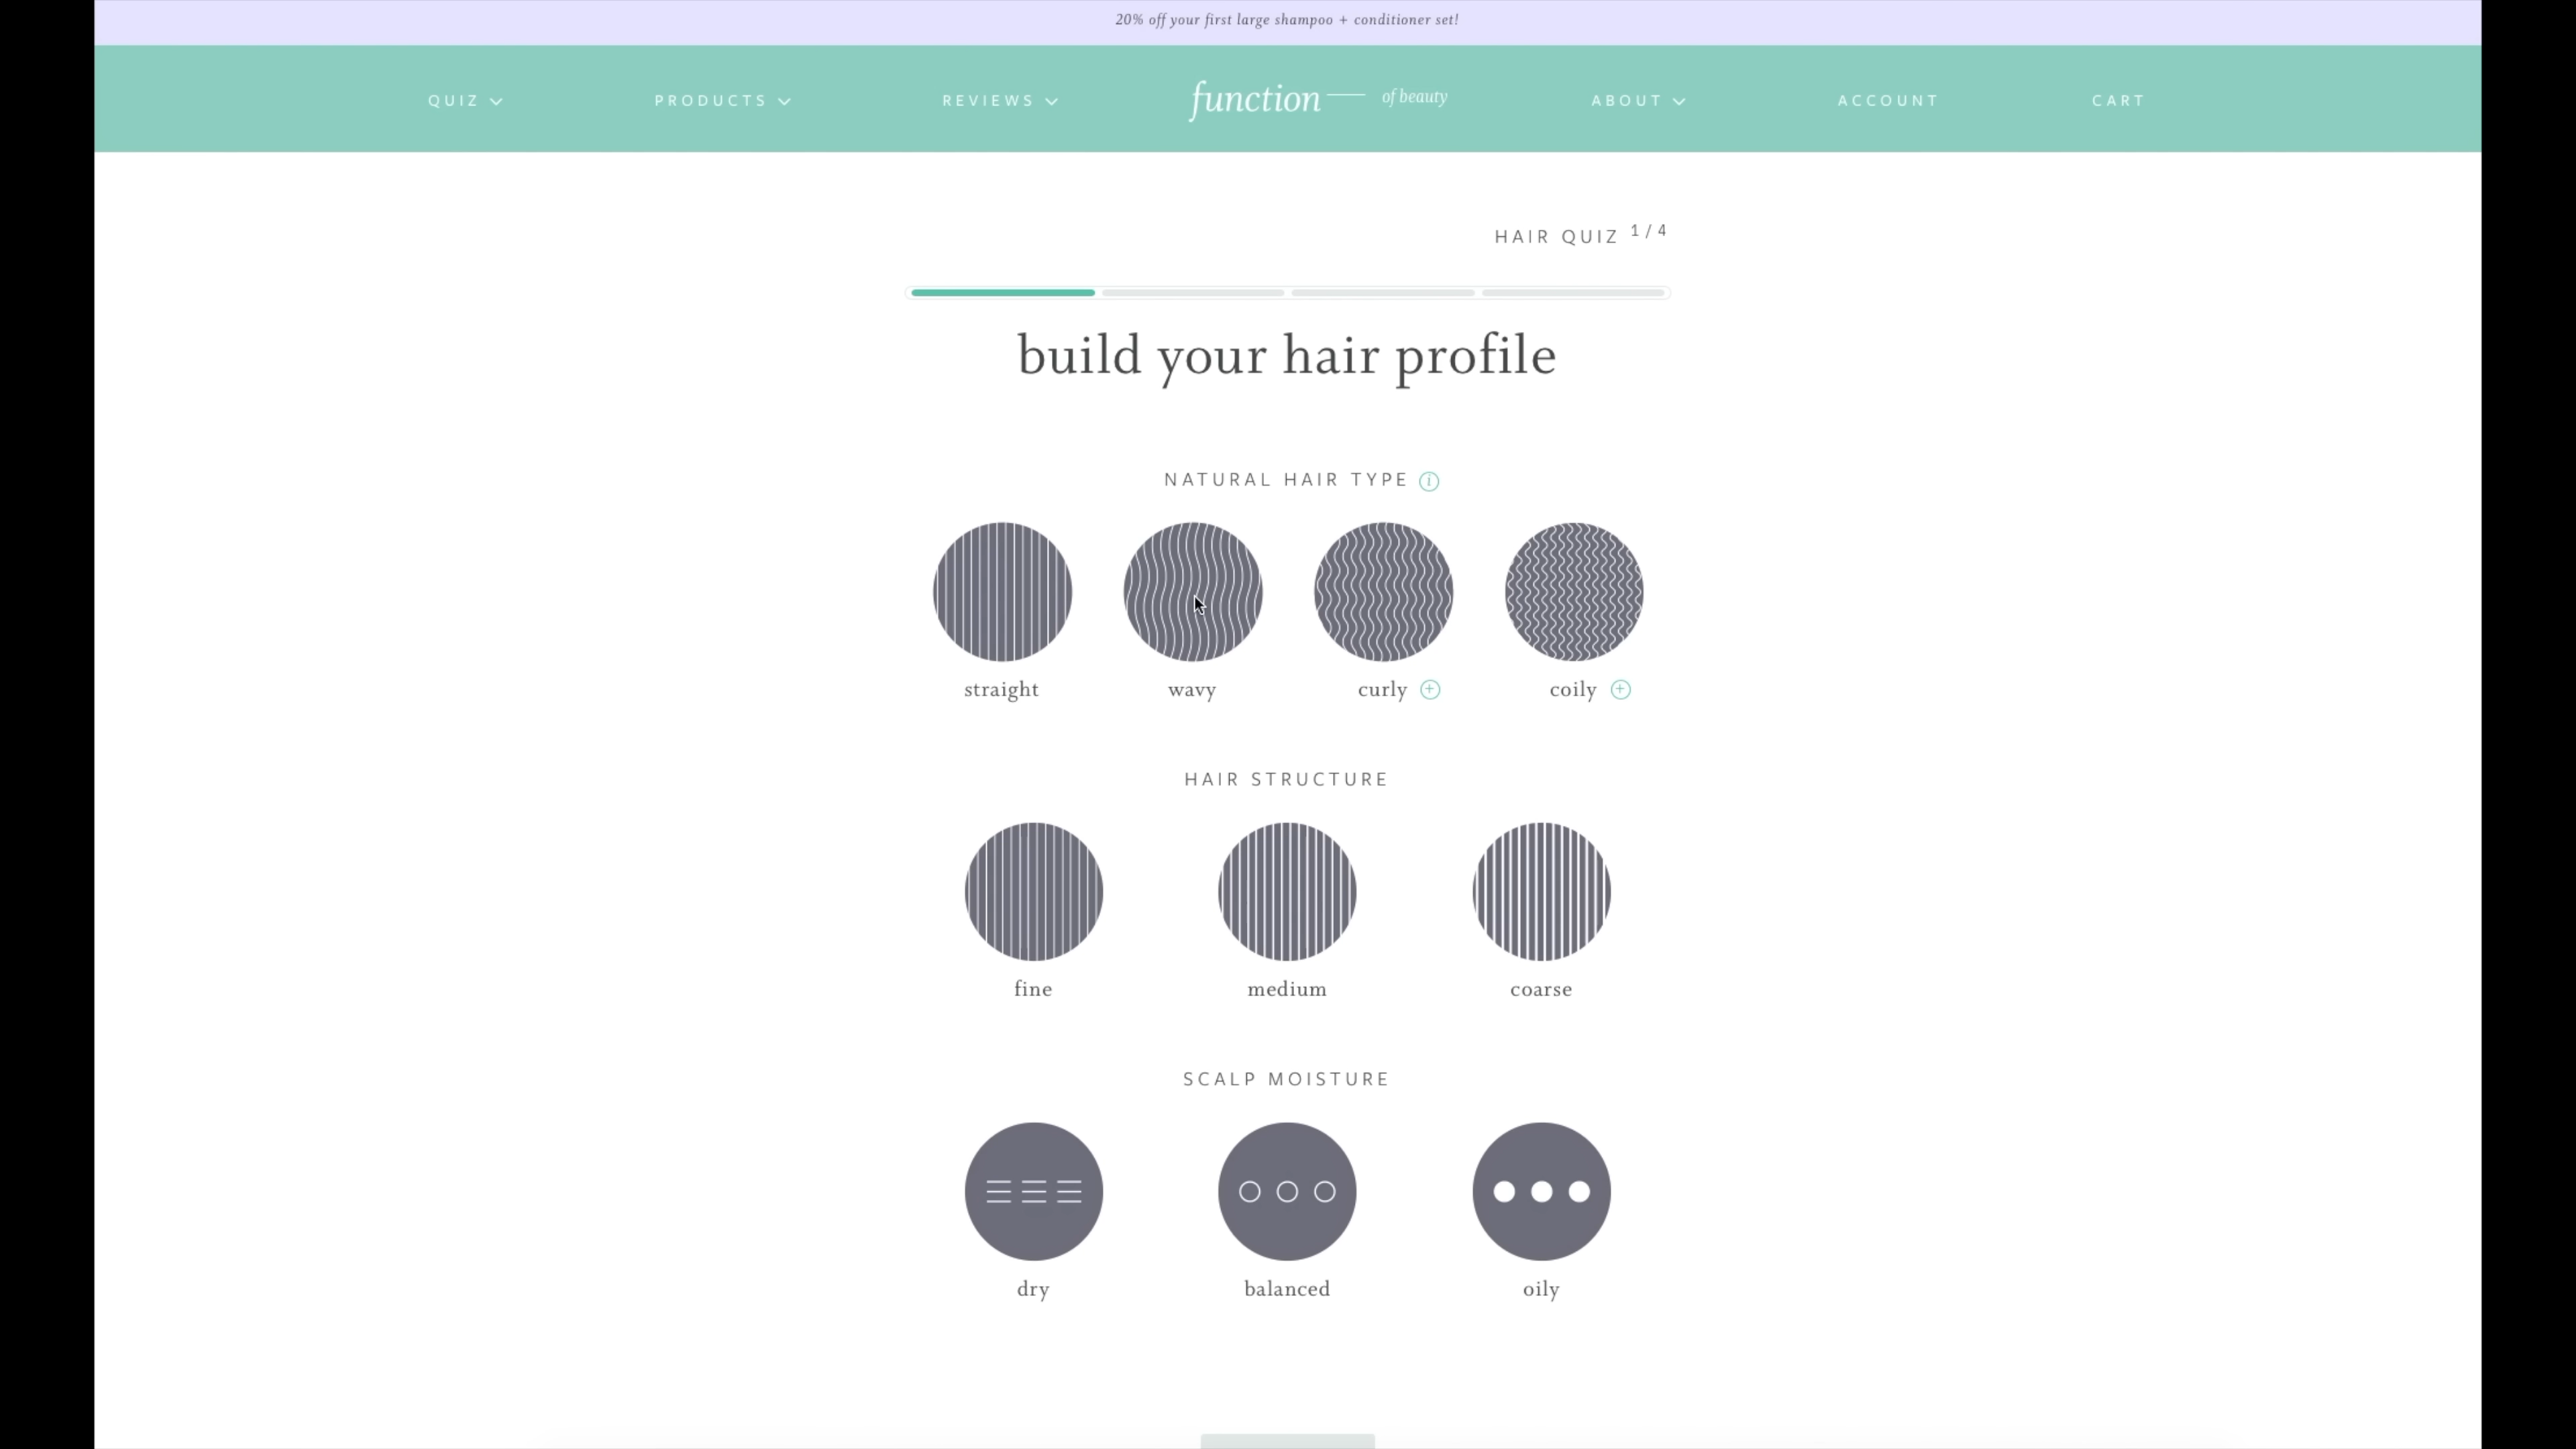 20% off your first large shampoo + conditioner set!
QUIZ PRODUCTS REVIEWS function of beauty ABOUT ACCOUNT CART
HAIR QUIZ 1 / 4
build your hair profile
NATURAL HAIR TYPE i
straight wavy curly + coily +
HAIR STRUCTURE
fine medium coarse
SCALP MOISTURE
dry balanced oily